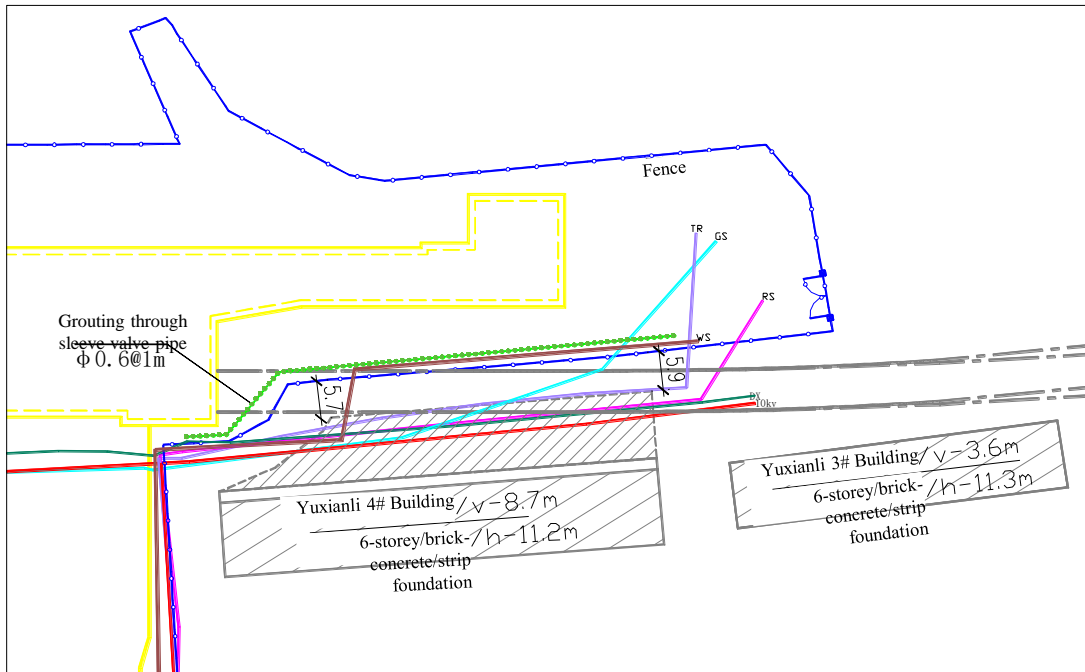 Fence
TR
GS
RS
Grouting through
sleeve valve pipe
ϕ0.6@1m
WS
5.7
5.9
DX
10kv
Yuxianli 4# Building/v-8.7m
6-storey/brick-/h-11.2m
concrete/strip
foundation
Yuxianli 3# Building/v-3.6m
6-storey/brick-/h-11.3m
concrete/strip
foundation